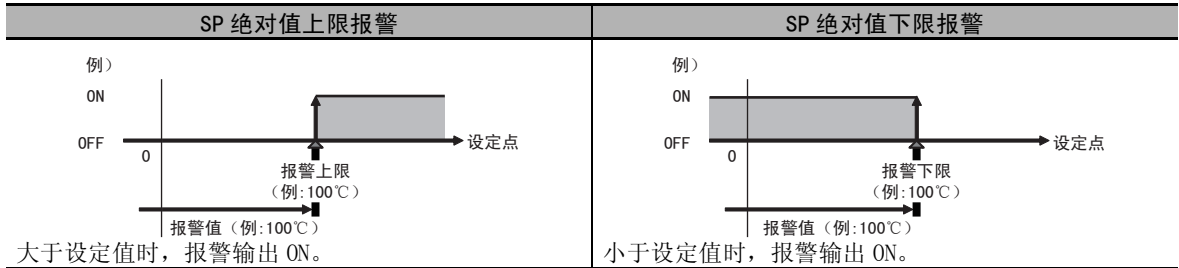 SP 绝对值上限报警
例)
ON
OFF
0
设定点
报警上限
(例:100℃)
报警值(例:100℃)
大于设定值时，报警输出 ON。
SP 绝对值下限报警
例)
ON
OFF
0
设定点
报警下限
(例:100℃)
报警值(例:100℃)
小于设定值时，报警输出 ON。